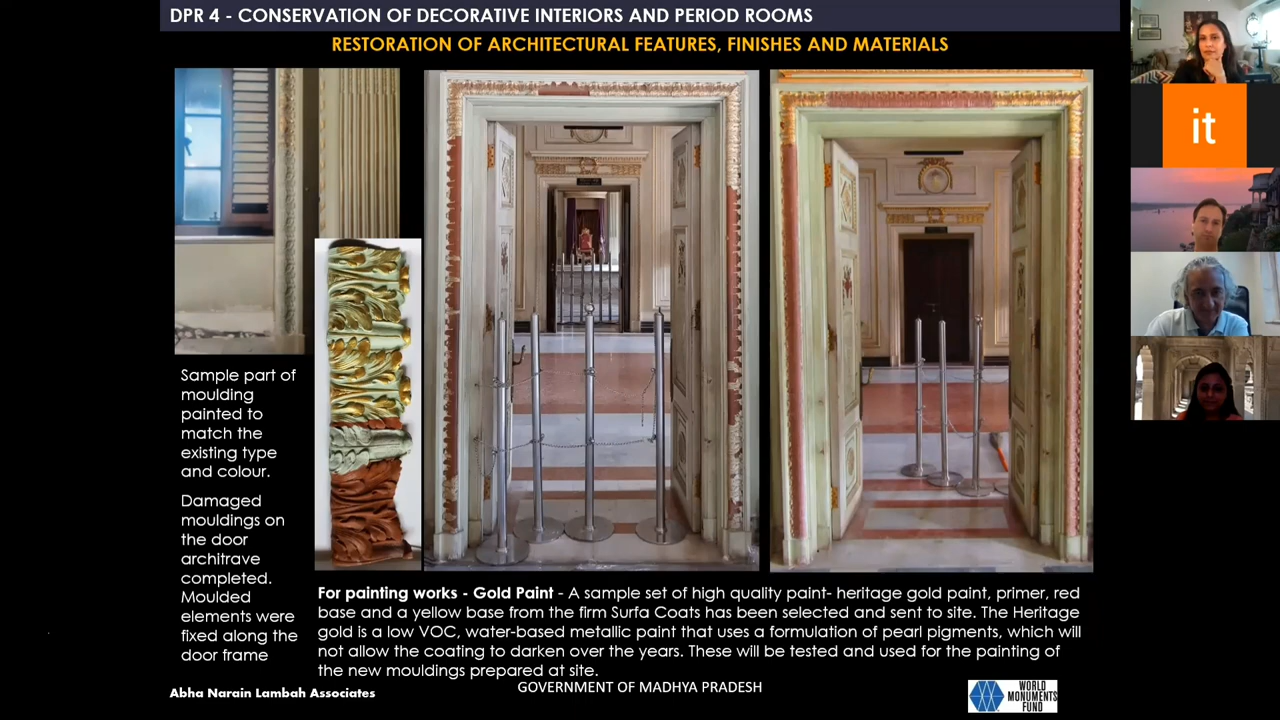 DPR 4 - CONSERVATION OF DECORATIVE INTERIORS AND PERIOD ROOMS
RESTORATION OF ARCHITECTURAL FEATURES, FINISHES AND MATERIALS
it
Sample part of
moulding
painted to
match the
existing type
and colour.
Damaged
mouldings on
the door
architrave
completed.
Moulded
elements were
fixed along the
door frame
For painting works - Gold Paint - A sample set of high quality paint- heritage gold paint, primer, red
base and a yellow base from the firm Surfa Coats has been selected and sent to site. The Heritage
gold is a low VOC, water-based metallic paint that uses a formulation of pearl pigments, which will
not allow the coating to darken over the years. These will be tested and used for the painting of
the new mouldings prepared at site.
Abha Narain Lambah Associates
GOVERNMENT OF MADHYA PRADESH
WORLD
MONUMENTS
FUND